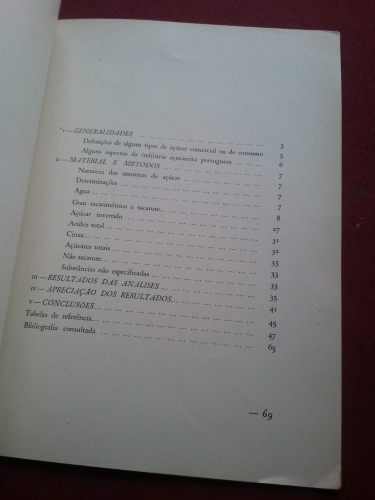 I — GENERALIDADES ... 3
Definições de alguns tipos de açúcar comercial ou de consumo 5
Alguns aspectos da indústria açucareira portuguesa ... 6
II — MATERIAL E MÉTODOS ... 7
Natureza das amostras de açúcar ... 7
Determinações ... 7
Água ... 7
Grau sacarimétrico e sacarose ... 8
Açúcar invertido ... 27
Acidez total ... 31
Cinza ... 32
Açúcares totais ... 33
Não sacarose ... 33
Substâncias não especificadas ... 33
III — RESULTADOS DAS ANÁLISES ... 35
IV — APRECIAÇÃO DOS RESULTADOS ... 41
V — CONCLUSÕES ... 45
Tabelas de referência ... 47
Bibliografia consultada ... 65
— 69